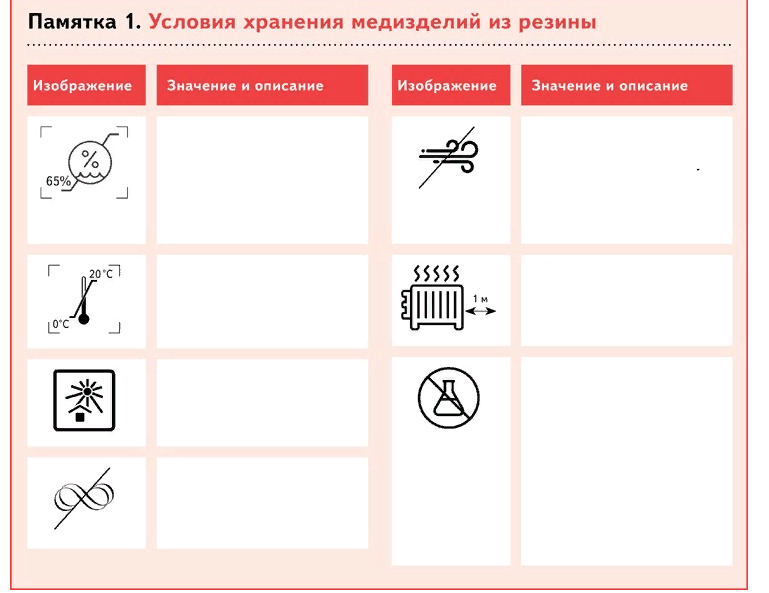 Памятка 1. Условия хранения медизделий из резины
Изображение Значение и описание
65%
20°C
0°C
Изображение Значение и описание
1 м